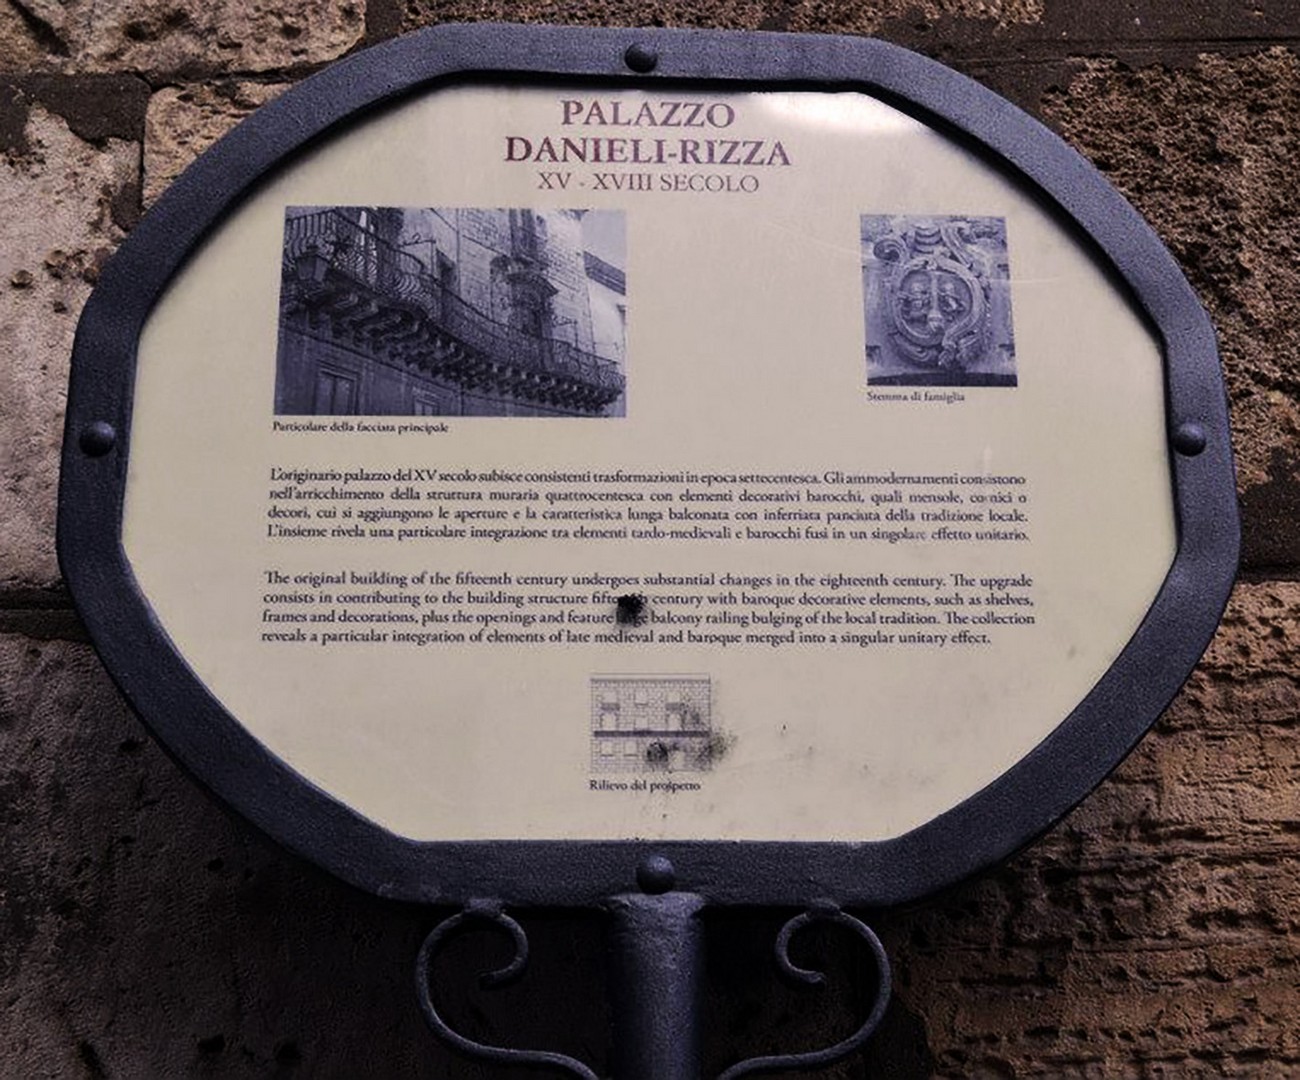 PALAZZO
DANIELI-RIZZA
XV - XVIII SECOLO
Particolare della facciata principale
Stemma di famiglia
L'originario palazzo del XV secolo subisce consistenti trasformazioni in epoca settecentesca. Gli ammodernamenti consistono
nell'arricchimento della struttura muraria quattrocentesca con elementi decorativi barocchi, quali mensole, cornici o
decori, cui si aggiungono le aperture e la caratteristica lunga balconata con inferriata panciuta della tradizione locale.
L'insieme rivela una particolare integrazione tra elementi tardo-medievali e barocchi fusi in un singolare effetto unitario.
The original building of the fifteenth century undergoes substantial changes in the eighteenth century. The upgrade
consists in contributing to the building structure fifteenth century with baroque decorative elements, such as shelves,
frames and decorations, plus the openings and feature balcony railing bulging of the local tradition. The collection
reveals a particular integration of elements of late medieval and baroque merged into a singular unitary effect.
Rilievo del prospetto